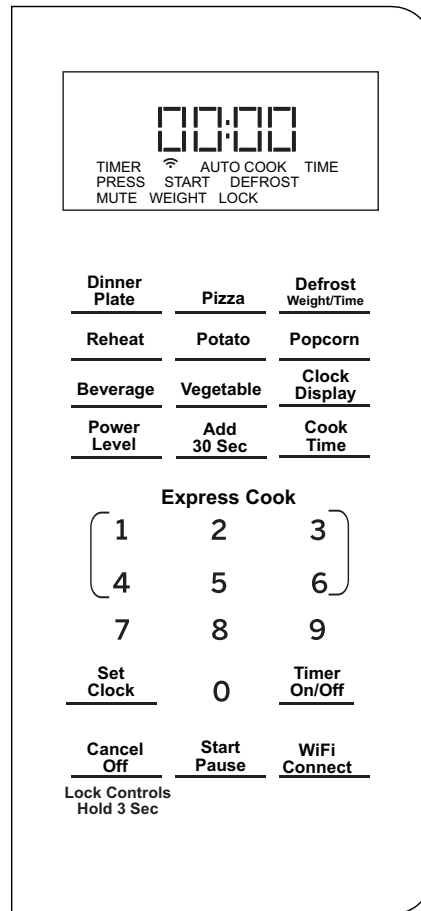 00:00
TIMER AUTO COOK TIME
PRESS START DEFROST
MUTE WEIGHT LOCK
Dinner
Plate
Pizza
Defrost
Weight/Time
Reheat
Potato
Popcorn
Beverage
Vegetable
Clock
Display
Power
Level
Add
30 Sec
Cook
Time
Express Cook
1 2 3
4 5 6
7 8 9
Set
Clock
0
Timer
On/Off
Cancel
Off
Start
Pause
WiFi
Connect
Lock Controls
Hold 3 Sec